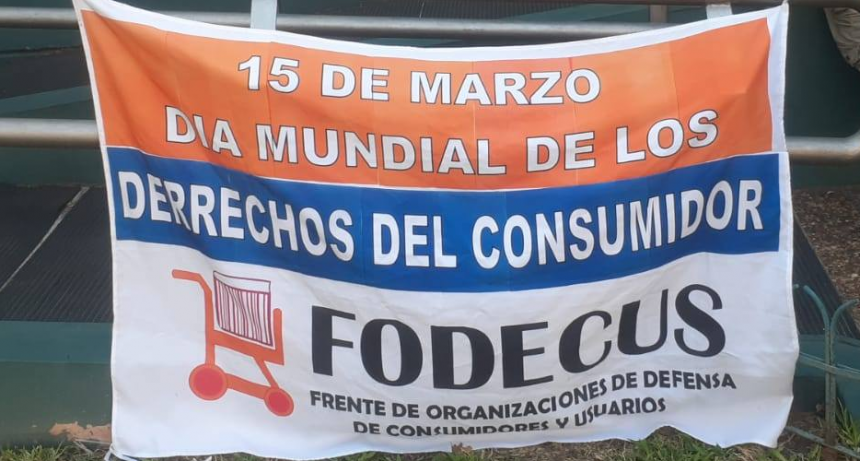 15 DE MARZO
DIA MUNDIAL DE LOS
DERRECHOS DEL CONSUMIDOR
FODECUS
FRENTE DE ORGANIZACIONES DE DEFENSA
DE CONSUMIDORES Y USUARIOS